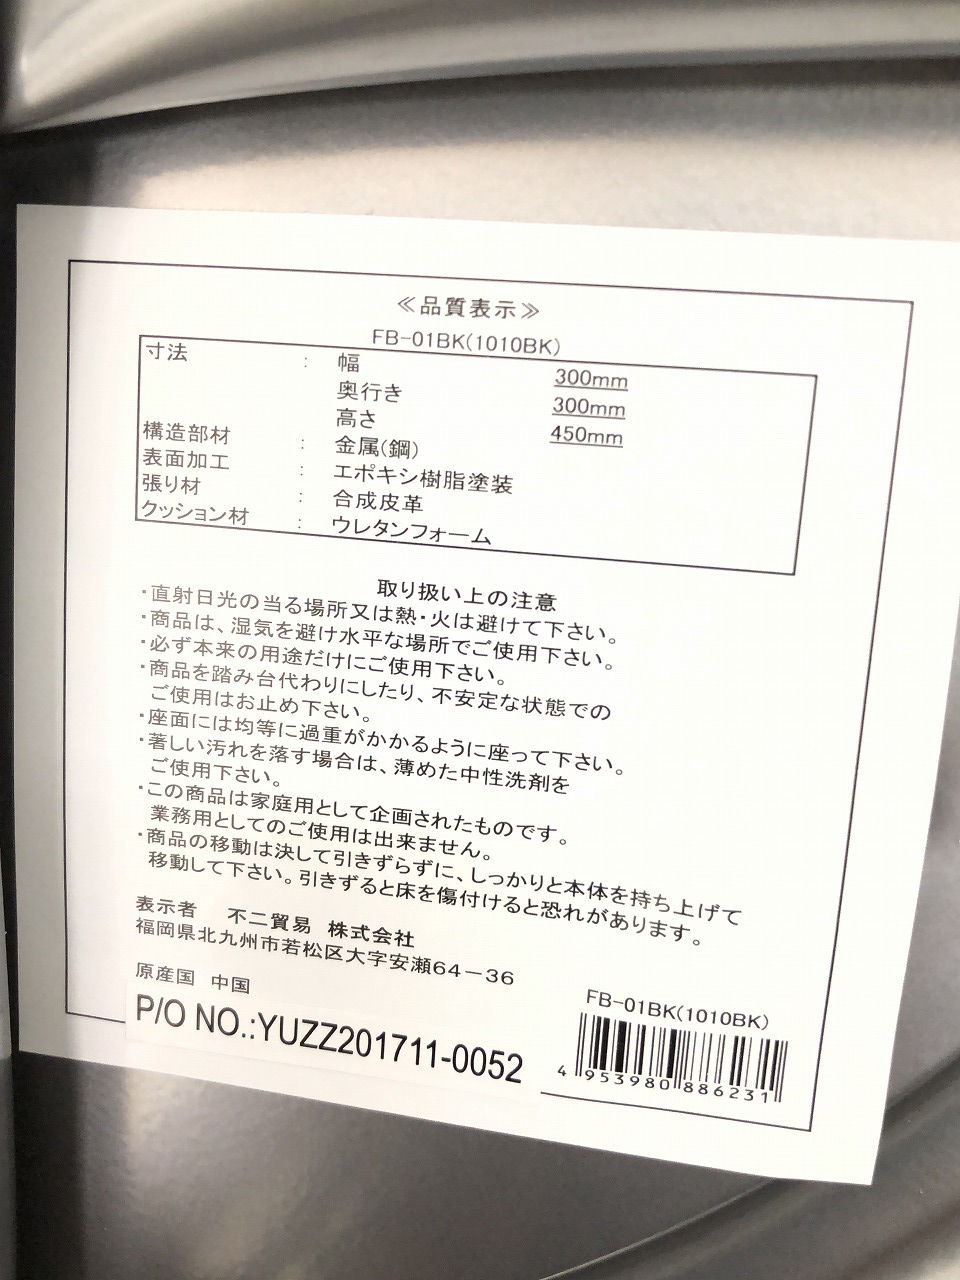 ≪品質表示≫
FB-01BK(1010BK)
寸法 : 幅 300mm
奥行き 300mm
高さ 450mm
構造部材 : 金属(鋼)
表面加工 : エポキシ樹脂塗装
張り材 : 合成皮革
クッション材 : ウレタンフォーム
取り扱い上の注意
・直射日光の当る場所又は熱・火は避けて下さい。
・商品は、湿気を避け水平な場所でご使用下さい。
・必ず本来の用途だけにご使用下さい。
・商品を踏み台代わりにしたり、不安定な状態での
ご使用はお止め下さい。
・座面には均等に過重がかかるように座って下さい。
・著しい汚れを落す場合は、薄めた中性洗剤を
ご使用下さい。
・この商品は家庭用として企画されたものです。
業務用としてのご使用は出来ません。
・商品の移動は決して引きずらずに、しっかりと本体を持ち上げて
移動して下さい。引きずると床を傷付けると恐れがあります。
表示者 不二貿易 株式会社
福岡県北九州市若松区大字安瀬64-36
原産国 中国
P/O NO.:YUZZ201711-0052
FB-01BK(1010BK)
4953980886231